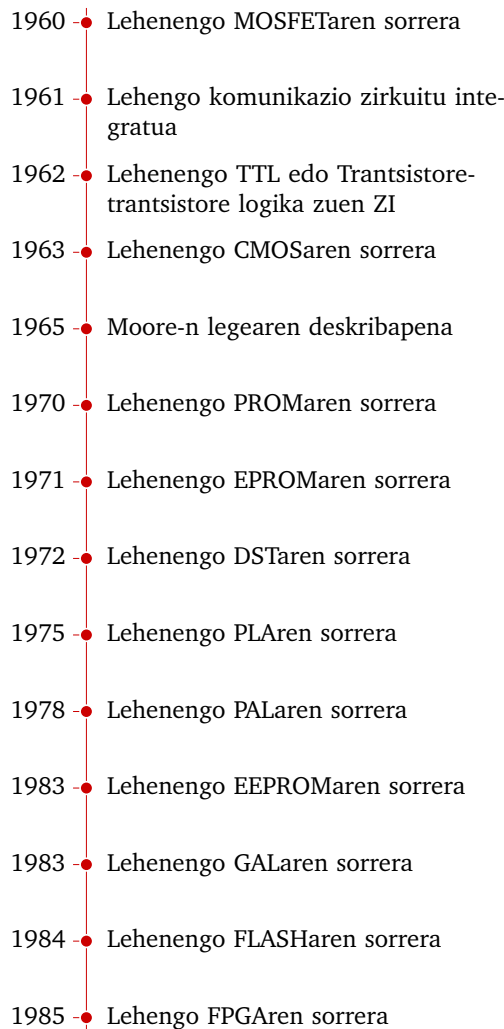 1960 Lehenengo MOSFETaren sorrera
1961 Lehengo komunikazio zirkuitu inte-
gratua
1962 Lehenengo TTL edo Trantsistore-
trantsistore logika zuen ZI
1963 Lehenengo CMOSaren sorrera
1965 Moore-n legearen deskribapena
1970 Lehenengo PROMaren sorrera
1971 Lehenengo EPROMaren sorrera
1972 Lehenengo DSTaren sorrera
1975 Lehenengo PLAren sorrera
1978 Lehenengo PALaren sorrera
1983 Lehenengo EEPROMaren sorrera
1983 Lehenengo GALaren sorrera
1984 Lehenengo FLASHaren sorrera
1985 Lehengo FPGAren sorrera